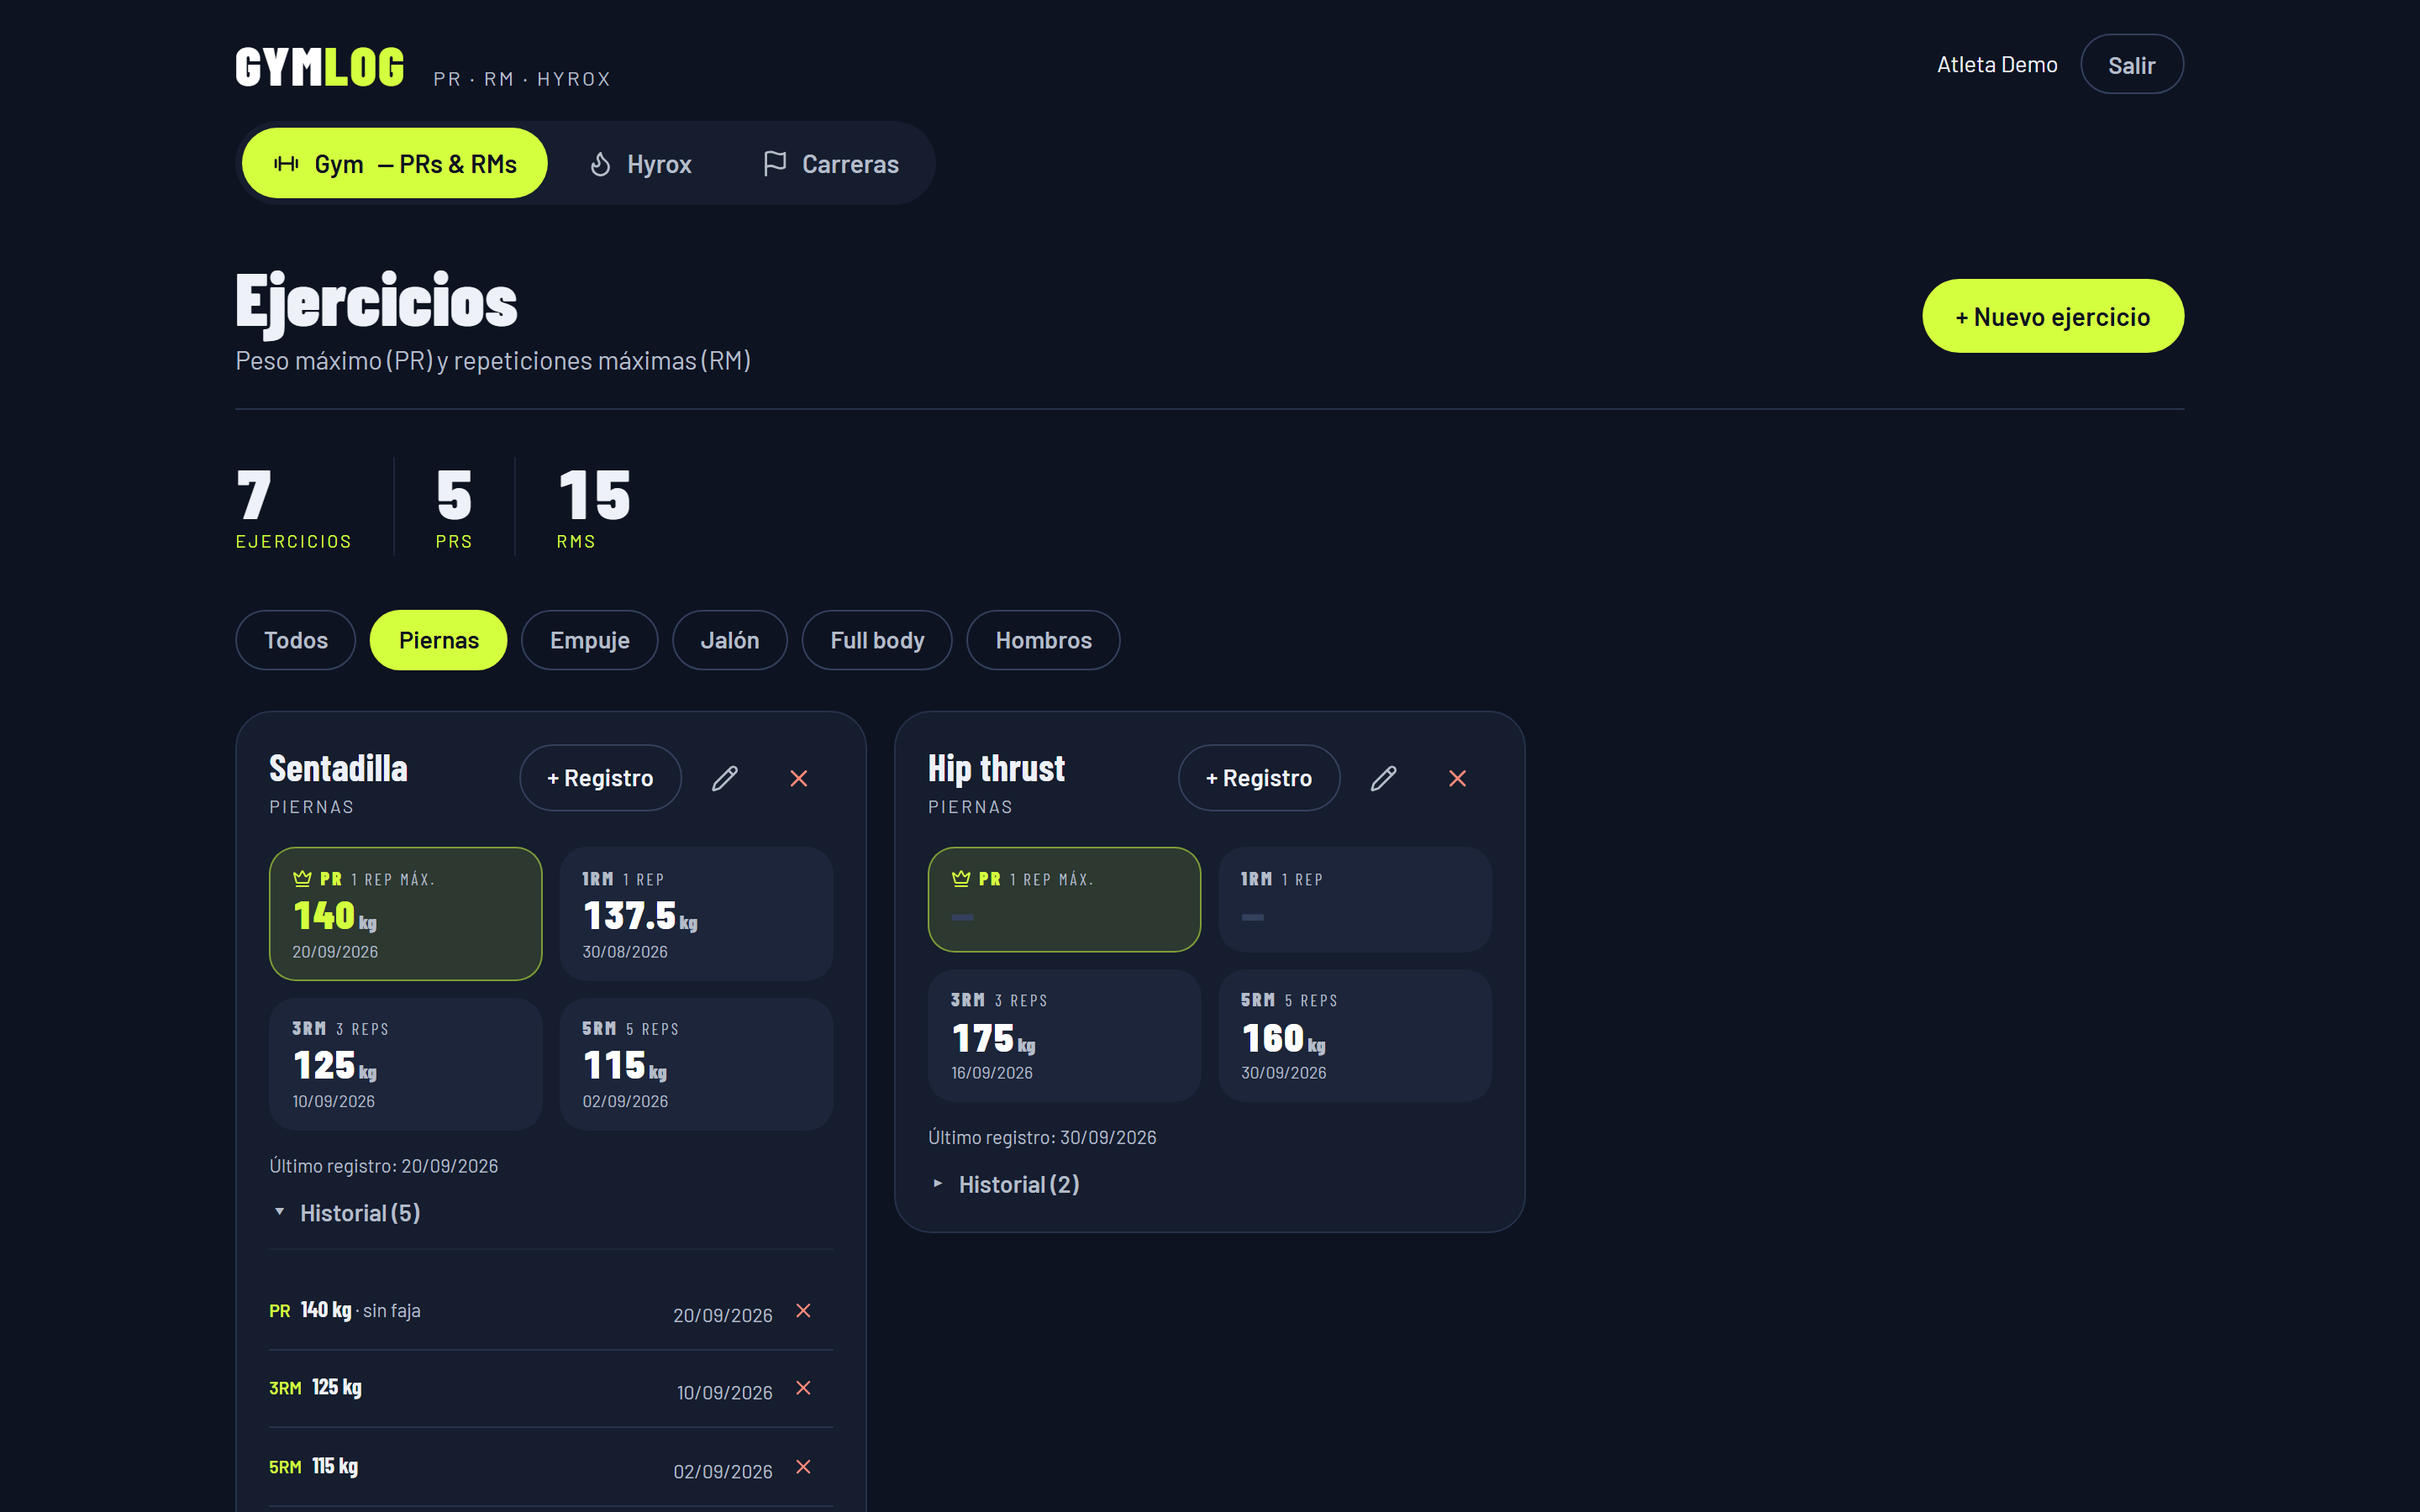 GYMLOG PR · RM · HYROX
Atleta Demo Salir
Gym – PRs & RMs Hyrox Carreras
Ejercicios
+ Nuevo ejercicio
Peso máximo (PR) y repeticiones máximas (RM)
7 5 15
EJERCICIOS PRS RMS
Todos Piernas Empuje Jalón Full body Hombros
Sentadilla
PIERNAS
+ Registro
PR 1 REP MÁX.
140 kg
20/09/2026
1RM 1 REP
137.5 kg
30/08/2026
3RM 3 REPS
125 kg
10/09/2026
5RM 5 REPS
115 kg
02/09/2026
Último registro: 20/09/2026
Historial (5)
PR 140 kg · sin faja 20/09/2026
3RM 125 kg 10/09/2026
5RM 115 kg 02/09/2026
Hip thrust
PIERNAS
+ Registro
PR 1 REP MÁX.
–
1RM 1 REP
–
3RM 3 REPS
175 kg
16/09/2026
5RM 5 REPS
160 kg
30/09/2026
Último registro: 30/09/2026
Historial (2)